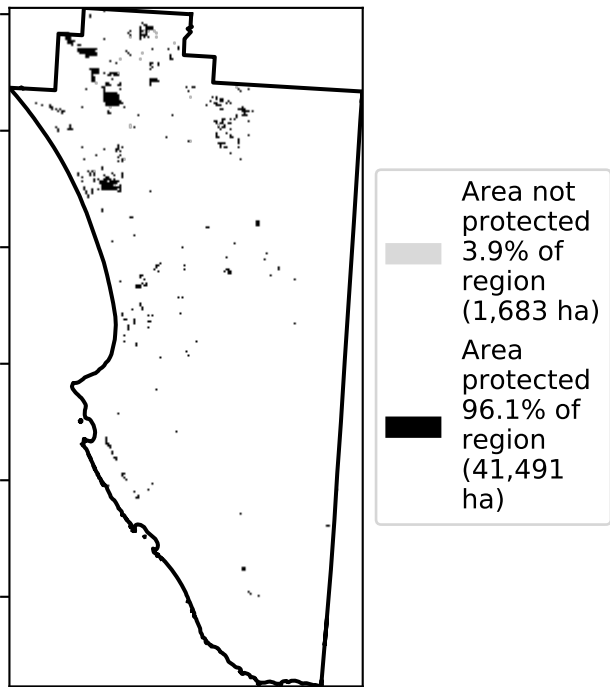 Area not
protected
3.9% of
region
(1,683 ha)
Area
protected
96.1% of
region
(41,491
ha)